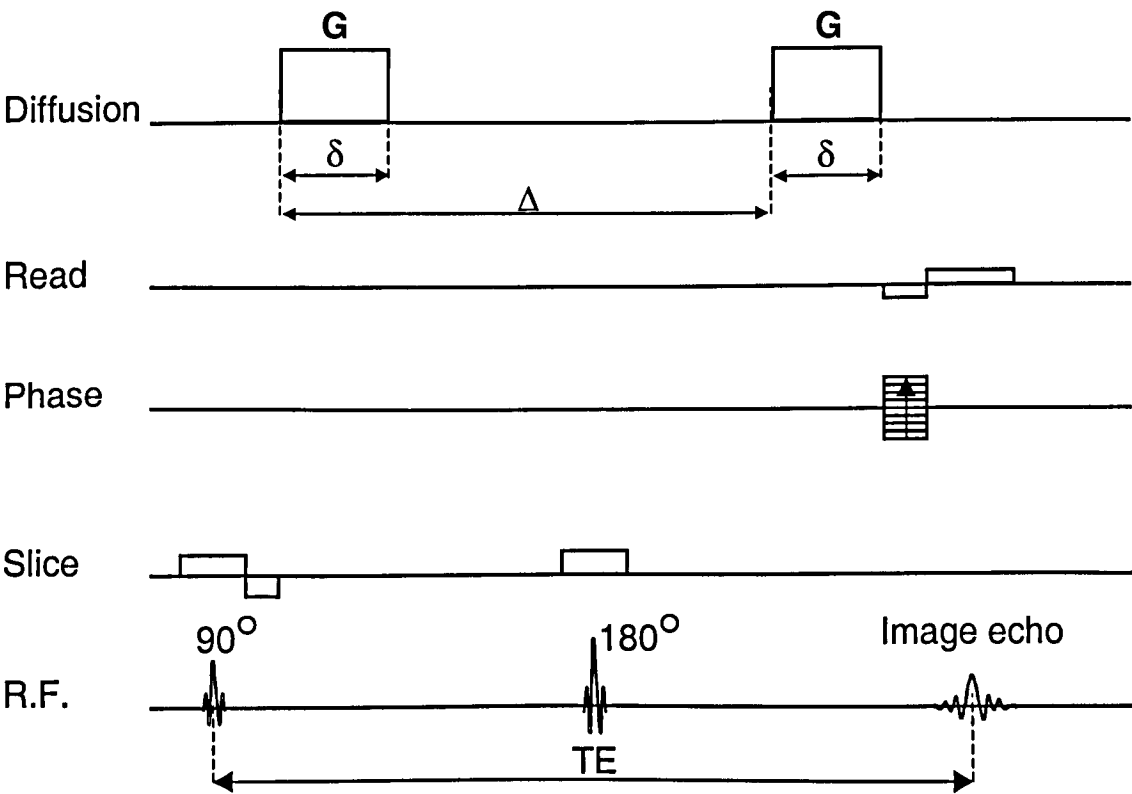 G G
Diffusion
δ δ
Δ
Read
Phase
Slice
90° 180° Image echo
R.F.
TE